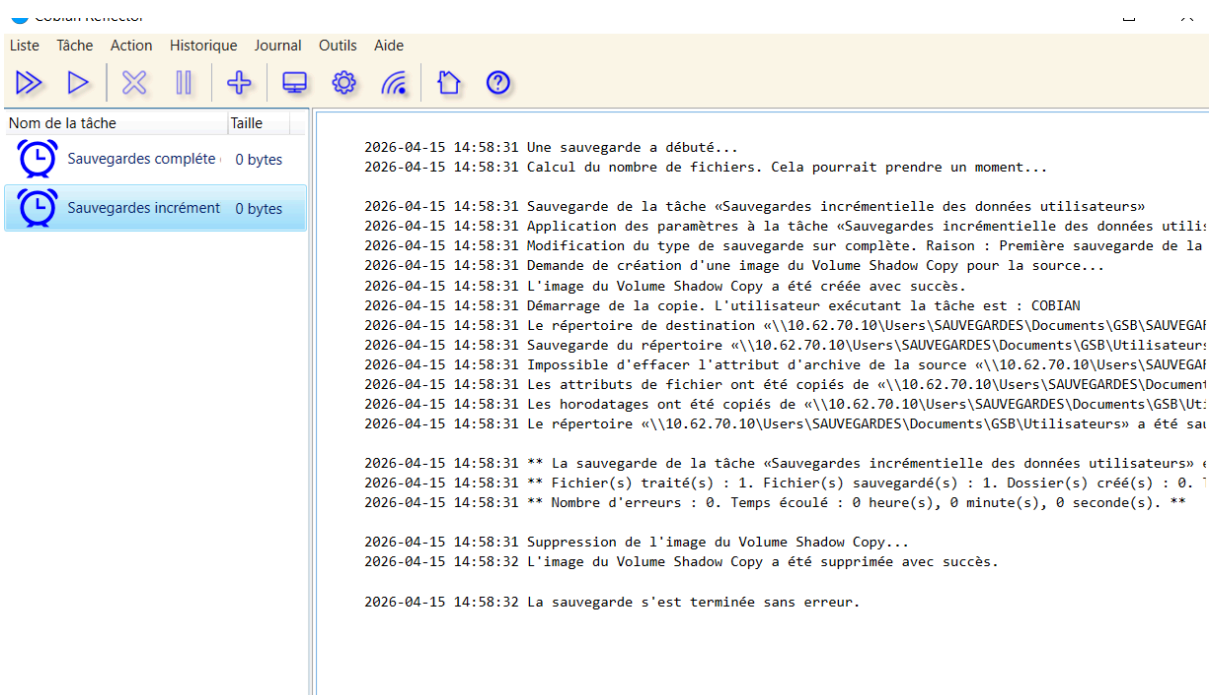 Cobian Reflector
Liste Tâche Action Historique Journal Outils Aide
Nom de la tâche Taille
Sauvegardes compléte 0 bytes
Sauvegardes incrément 0 bytes
2026-04-15 14:58:31 Une sauvegarde a débuté...
2026-04-15 14:58:31 Calcul du nombre de fichiers. Cela pourrait prendre un moment...
2026-04-15 14:58:31 Sauvegarde de la tâche «Sauvegardes incrémentielle des données utilisateurs»
2026-04-15 14:58:31 Application des paramètres à la tâche «Sauvegardes incrémentielle des données utilis
2026-04-15 14:58:31 Modification du type de sauvegarde sur complète. Raison : Première sauvegarde de la
2026-04-15 14:58:31 Demande de création d'une image du Volume Shadow Copy pour la source...
2026-04-15 14:58:31 L'image du Volume Shadow Copy a été créée avec succès.
2026-04-15 14:58:31 Démarrage de la copie. L'utilisateur exécutant la tâche est : COBIAN
2026-04-15 14:58:31 Le répertoire de destination «\\10.62.70.10\Users\SAUVEGARDES\Documents\GSB\SAUVEGAR
2026-04-15 14:58:31 Sauvegarde du répertoire «\\10.62.70.10\Users\SAUVEGARDES\Documents\GSB\Utilisateurs
2026-04-15 14:58:31 Impossible d'effacer l'attribut d'archive de la source «\\10.62.70.10\Users\SAUVEGAR
2026-04-15 14:58:31 Les attributs de fichier ont été copiés de «\\10.62.70.10\Users\SAUVEGARDES\Document
2026-04-15 14:58:31 Les horodatages ont été copiés de «\\10.62.70.10\Users\SAUVEGARDES\Documents\GSB\Uti
2026-04-15 14:58:31 Le répertoire «\\10.62.70.10\Users\SAUVEGARDES\Documents\GSB\Utilisateurs» a été sau
2026-04-15 14:58:31 ** La sauvegarde de la tâche «Sauvegardes incrémentielle des données utilisateurs» e
2026-04-15 14:58:31 ** Fichier(s) traité(s) : 1. Fichier(s) sauvegardé(s) : 1. Dossier(s) créé(s) : 0. T
2026-04-15 14:58:31 ** Nombre d'erreurs : 0. Temps écoulé : 0 heure(s), 0 minute(s), 0 seconde(s). **
2026-04-15 14:58:31 Suppression de l'image du Volume Shadow Copy...
2026-04-15 14:58:32 L'image du Volume Shadow Copy a été supprimée avec succès.
2026-04-15 14:58:32 La sauvegarde s'est terminée sans erreur.